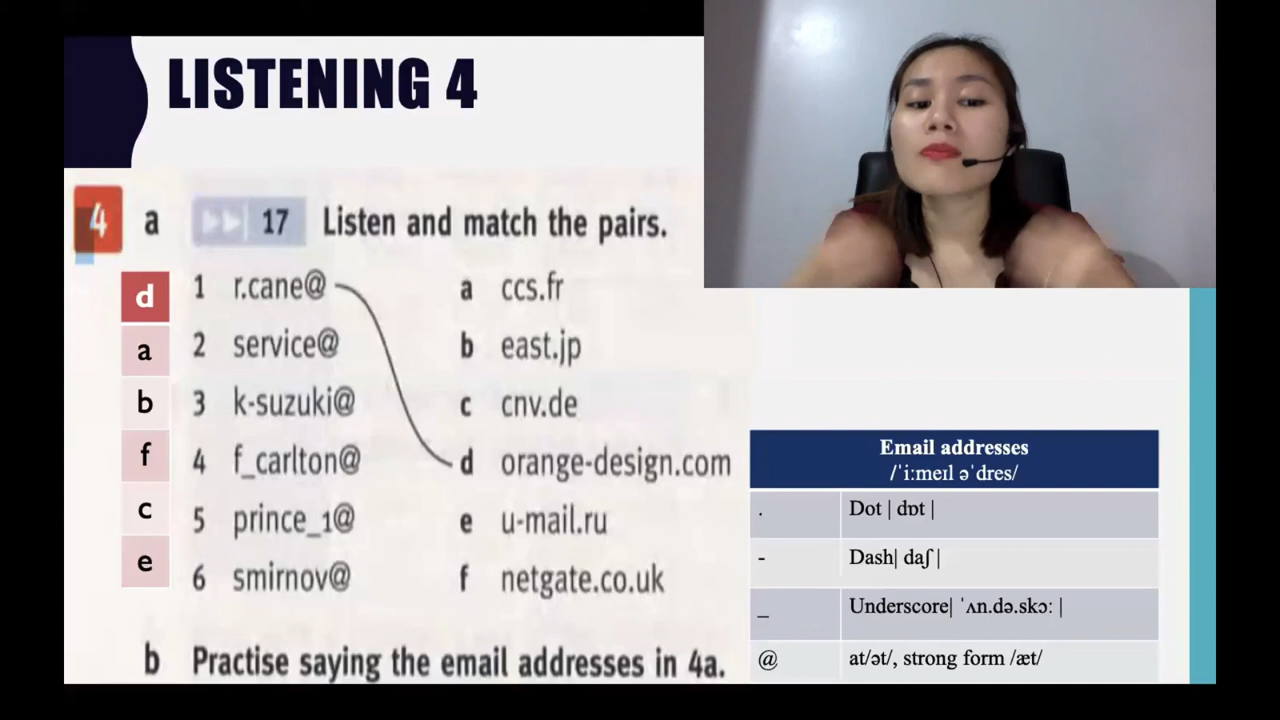 LISTENING 4
4 a 17 Listen and match the pairs.
d 1 r.cane@ a ccs.fr
a 2 service@ b east.jp
b 3 k-suzuki@ c cnv.de
f 4 f_carlton@ d orange-design.com
c 5 prince_1@ e u-mail.ru
e 6 smirnov@ f netgate.co.uk
b Practise saying the email addresses in 4a.
Email addresses
/ˈiːmeɪl əˈdres/
. Dot | dɒt |
- Dash| daʃ |
_ Underscore| ˈʌn.də.skɔː |
@ at/ət/, strong form /æt/